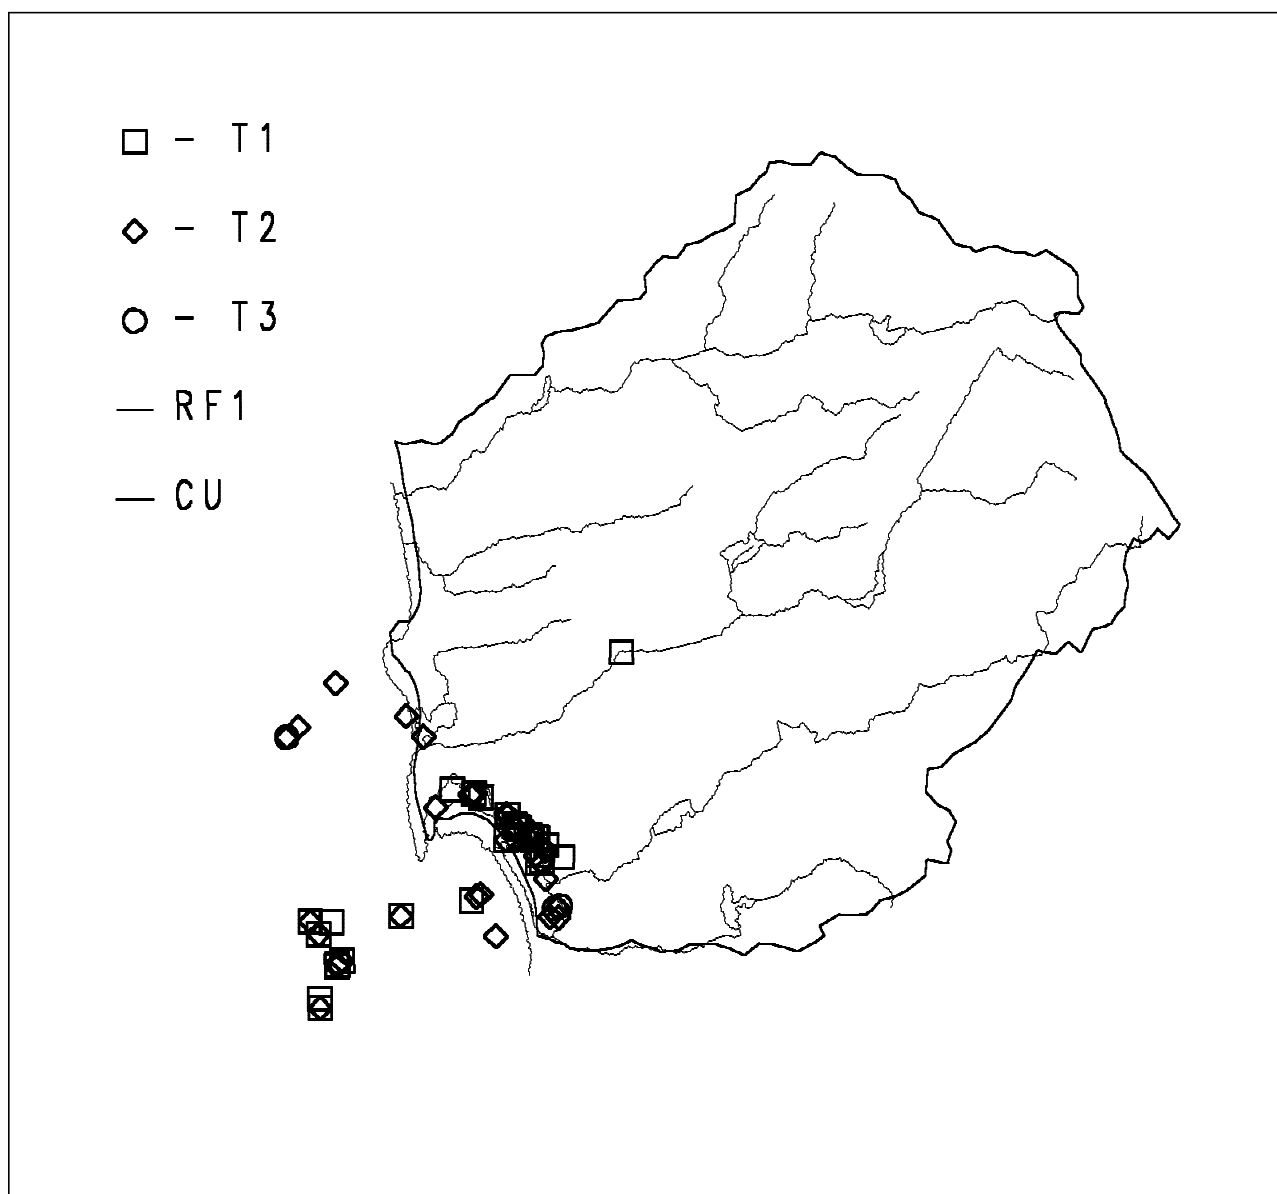 □ - T1
◇ - T2
○ - T3
— RF1
— CU